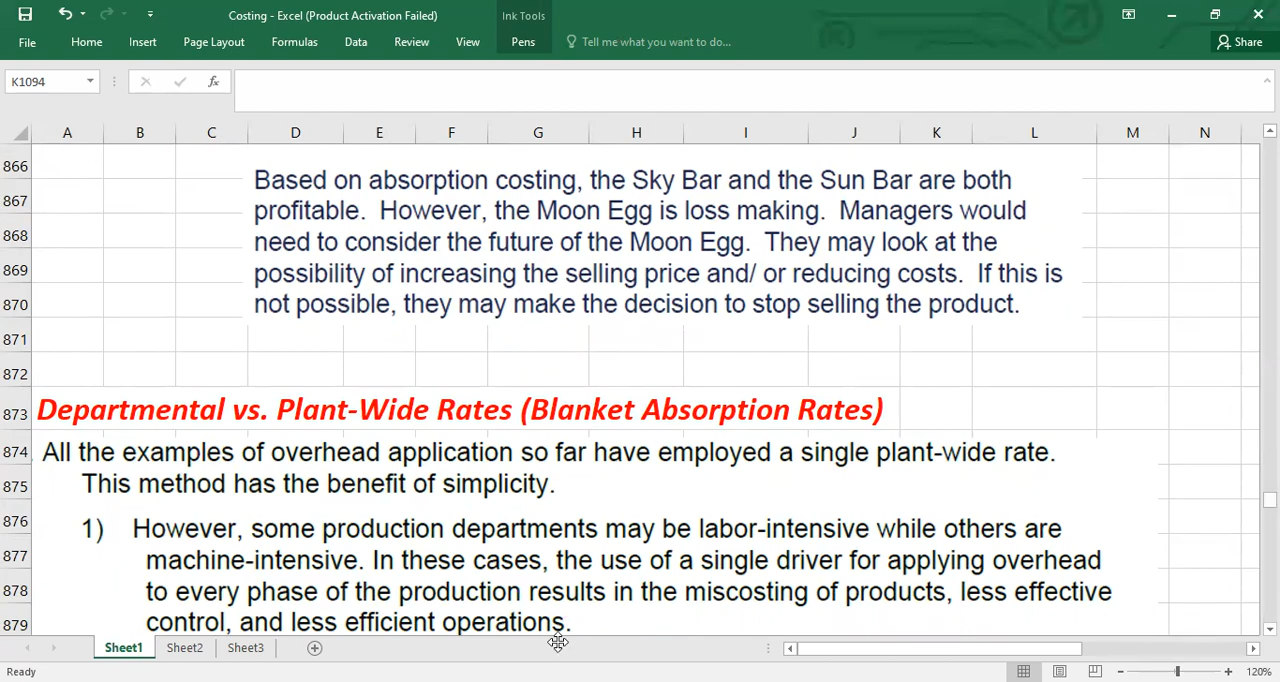 Costing - Excel (Product Activation Failed)
Ink Tools
File Home Insert Page Layout Formulas Data Review View Pens Tell me what you want to do... Share
K1094 fx
A B C D E F G H I J K L M N
866
867
868
869
870
871
872
873
874
875
876
877
878
879
Based on absorption costing, the Sky Bar and the Sun Bar are both
profitable. However, the Moon Egg is loss making. Managers would
need to consider the future of the Moon Egg. They may look at the
possibility of increasing the selling price and/ or reducing costs. If this is
not possible, they may make the decision to stop selling the product.
Departmental vs. Plant-Wide Rates (Blanket Absorption Rates)
All the examples of overhead application so far have employed a single plant-wide rate.
This method has the benefit of simplicity.
1) However, some production departments may be labor-intensive while others are
machine-intensive. In these cases, the use of a single driver for applying overhead
to every phase of the production results in the miscosting of products, less effective
control, and less efficient operations.
Sheet1 Sheet2 Sheet3
Ready 120%